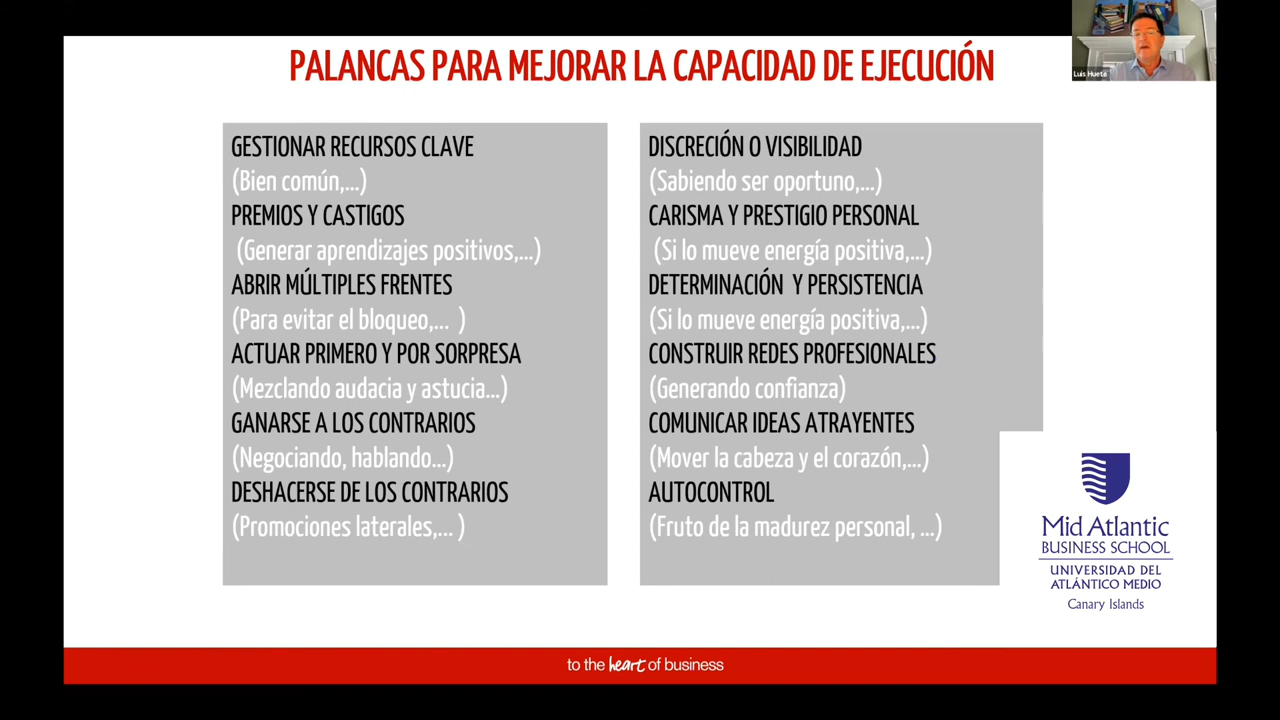 PALANCAS PARA MEJORAR LA CAPACIDAD DE EJECUCIÓN
Luis Huete
GESTIONAR RECURSOS CLAVE
(Bien común,...)
PREMIOS Y CASTIGOS
(Generar aprendizajes positivos,...)
ABRIR MÚLTIPLES FRENTES
(Para evitar el bloqueo,... )
ACTUAR PRIMERO Y POR SORPRESA
(Mezclando audacia y astucia...)
GANARSE A LOS CONTRARIOS
(Negociando, hablando...)
DESHACERSE DE LOS CONTRARIOS
(Promociones laterales,... )
DISCRECIÓN O VISIBILIDAD
(Sabiendo ser oportuno,...)
CARISMA Y PRESTIGIO PERSONAL
(Si lo mueve energía positiva,...)
DETERMINACIÓN Y PERSISTENCIA
(Si lo mueve energía positiva,...)
CONSTRUIR REDES PROFESIONALES
(Generando confianza)
COMUNICAR IDEAS ATRAYENTES
(Mover la cabeza y el corazón,...)
AUTOCONTROL
(Fruto de la madurez personal, ...)
Mid Atlantic
BUSINESS SCHOOL
UNIVERSIDAD DEL
ATLÁNTICO MEDIO
Canary Islands
to the heart of business